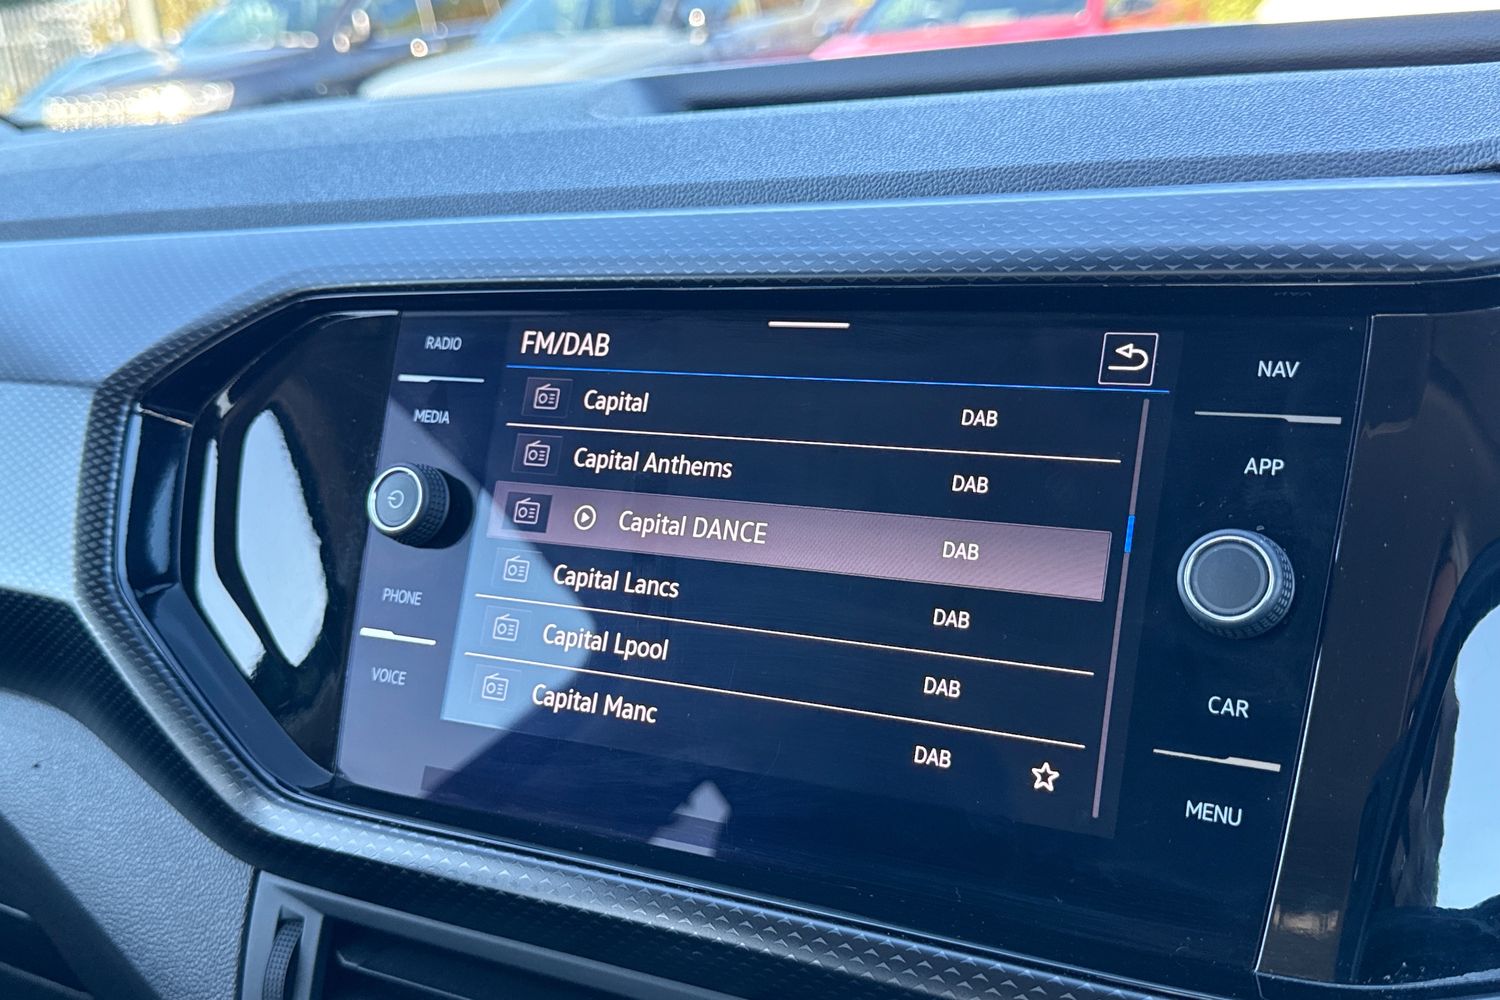 RADIO
MEDIA
PHONE
VOICE
FM/DAB
Capital DAB
Capital Anthems DAB
Capital DANCE DAB
Capital Lancs DAB
Capital Lpool DAB
Capital Manc DAB
NAV
APP
CAR
MENU